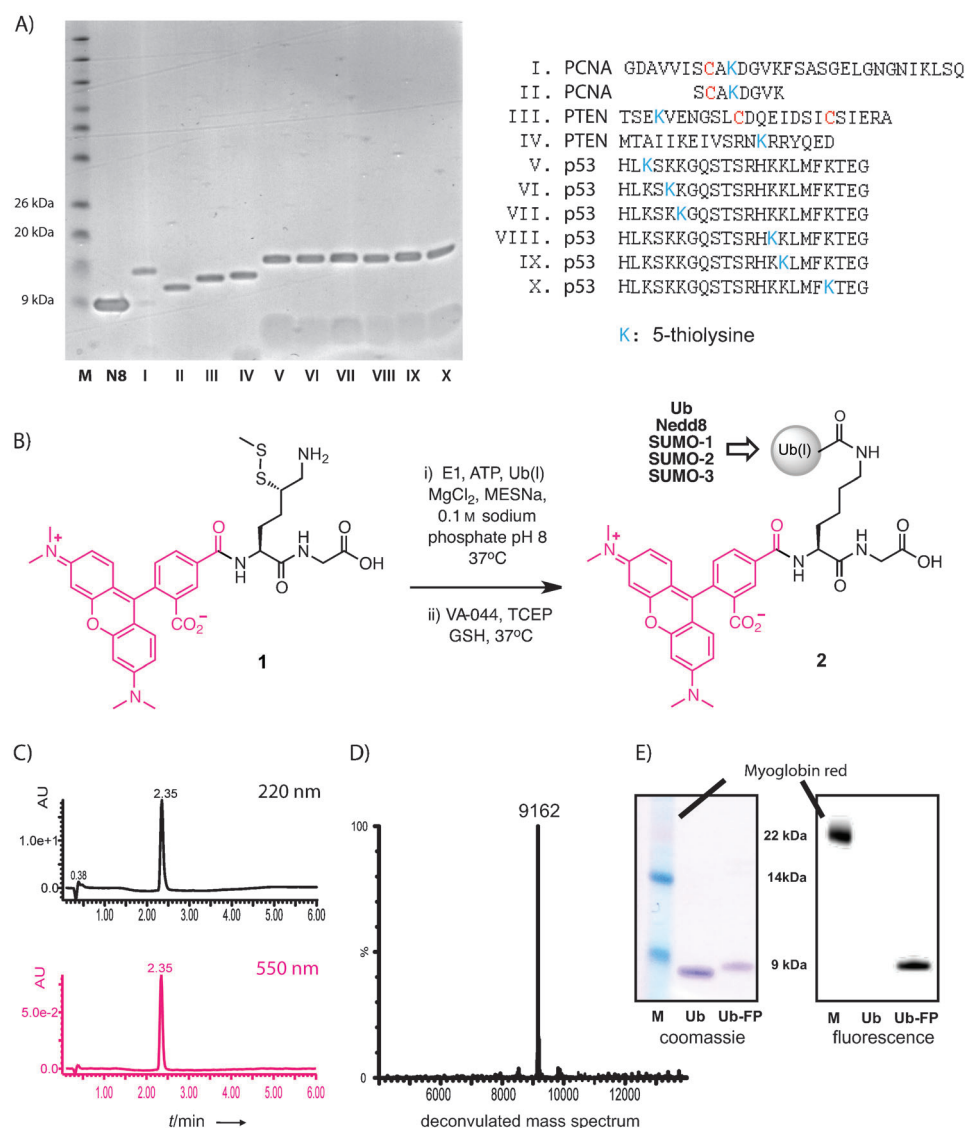 A)
26 kDa
20 kDa
9 kDa
M N8 I II III IV V VI VII VIII IX X
I. PCNA GDAVVISCAKDGVKFSASGELGNGNIKLSQ
II. PCNA SCAKDGVK
III. PTEN TSEKVENGSLCDQEIDSICSIERA
IV. PTEN MTAIIKEIVSRNKRRYQED
V. p53 HLKSKKGQSTSRHKKLMFKTEG
VI. p53 HLKSKKGQSTSRHKKLMFKTEG
VII. p53 HLKSKKGQSTSRHKKLMFKTEG
VIII. p53 HLKSKKGQSTSRHKKLMFKTEG
IX. p53 HLKSKKGQSTSRHKKLMFKTEG
X. p53 HLKSKKGQSTSRHKKLMFKTEG
K: 5-thiolysine
B)
S
S
NH2
N+
O
N
H
O
H
N
O
OH
CO2−
O
N
1
i) E1, ATP, Ub(l)
MgCl2, MESNa,
0.1 M sodium
phosphate pH 8
37°C
ii) VA-044, TCEP
GSH, 37°C
Ub
Nedd8
SUMO-1
SUMO-2
SUMO-3
Ub(l)
O
NH
N+
O
N
H
O
H
N
O
OH
CO2−
O
N
2
C)
AU
220 nm
2.35
1.0e+1
0.38
0.0
1.00 2.00 3.00 4.00 5.00 6.00
AU
550 nm
2.35
5.0e-2
0.0
1.00 2.00 3.00 4.00 5.00 6.00
t/min →
D)
9162
100
%
0
6000 8000 10000 12000
deconvulated mass spectrum
E)
Myoglobin red
22 kDa
14kDa
9 kDa
M Ub Ub-FP
coomassie
M Ub Ub-FP
fluorescence